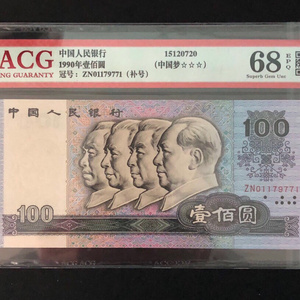 ACG
NG GUARANTY
中国人民银行
1990年壹佰圆
冠号：ZN01179771（补号）
15120720
（中国梦☆☆☆）
68 EPQ
Superb Gem Unc
中国人民银行
100
ZN01179771
100
壹佰圆